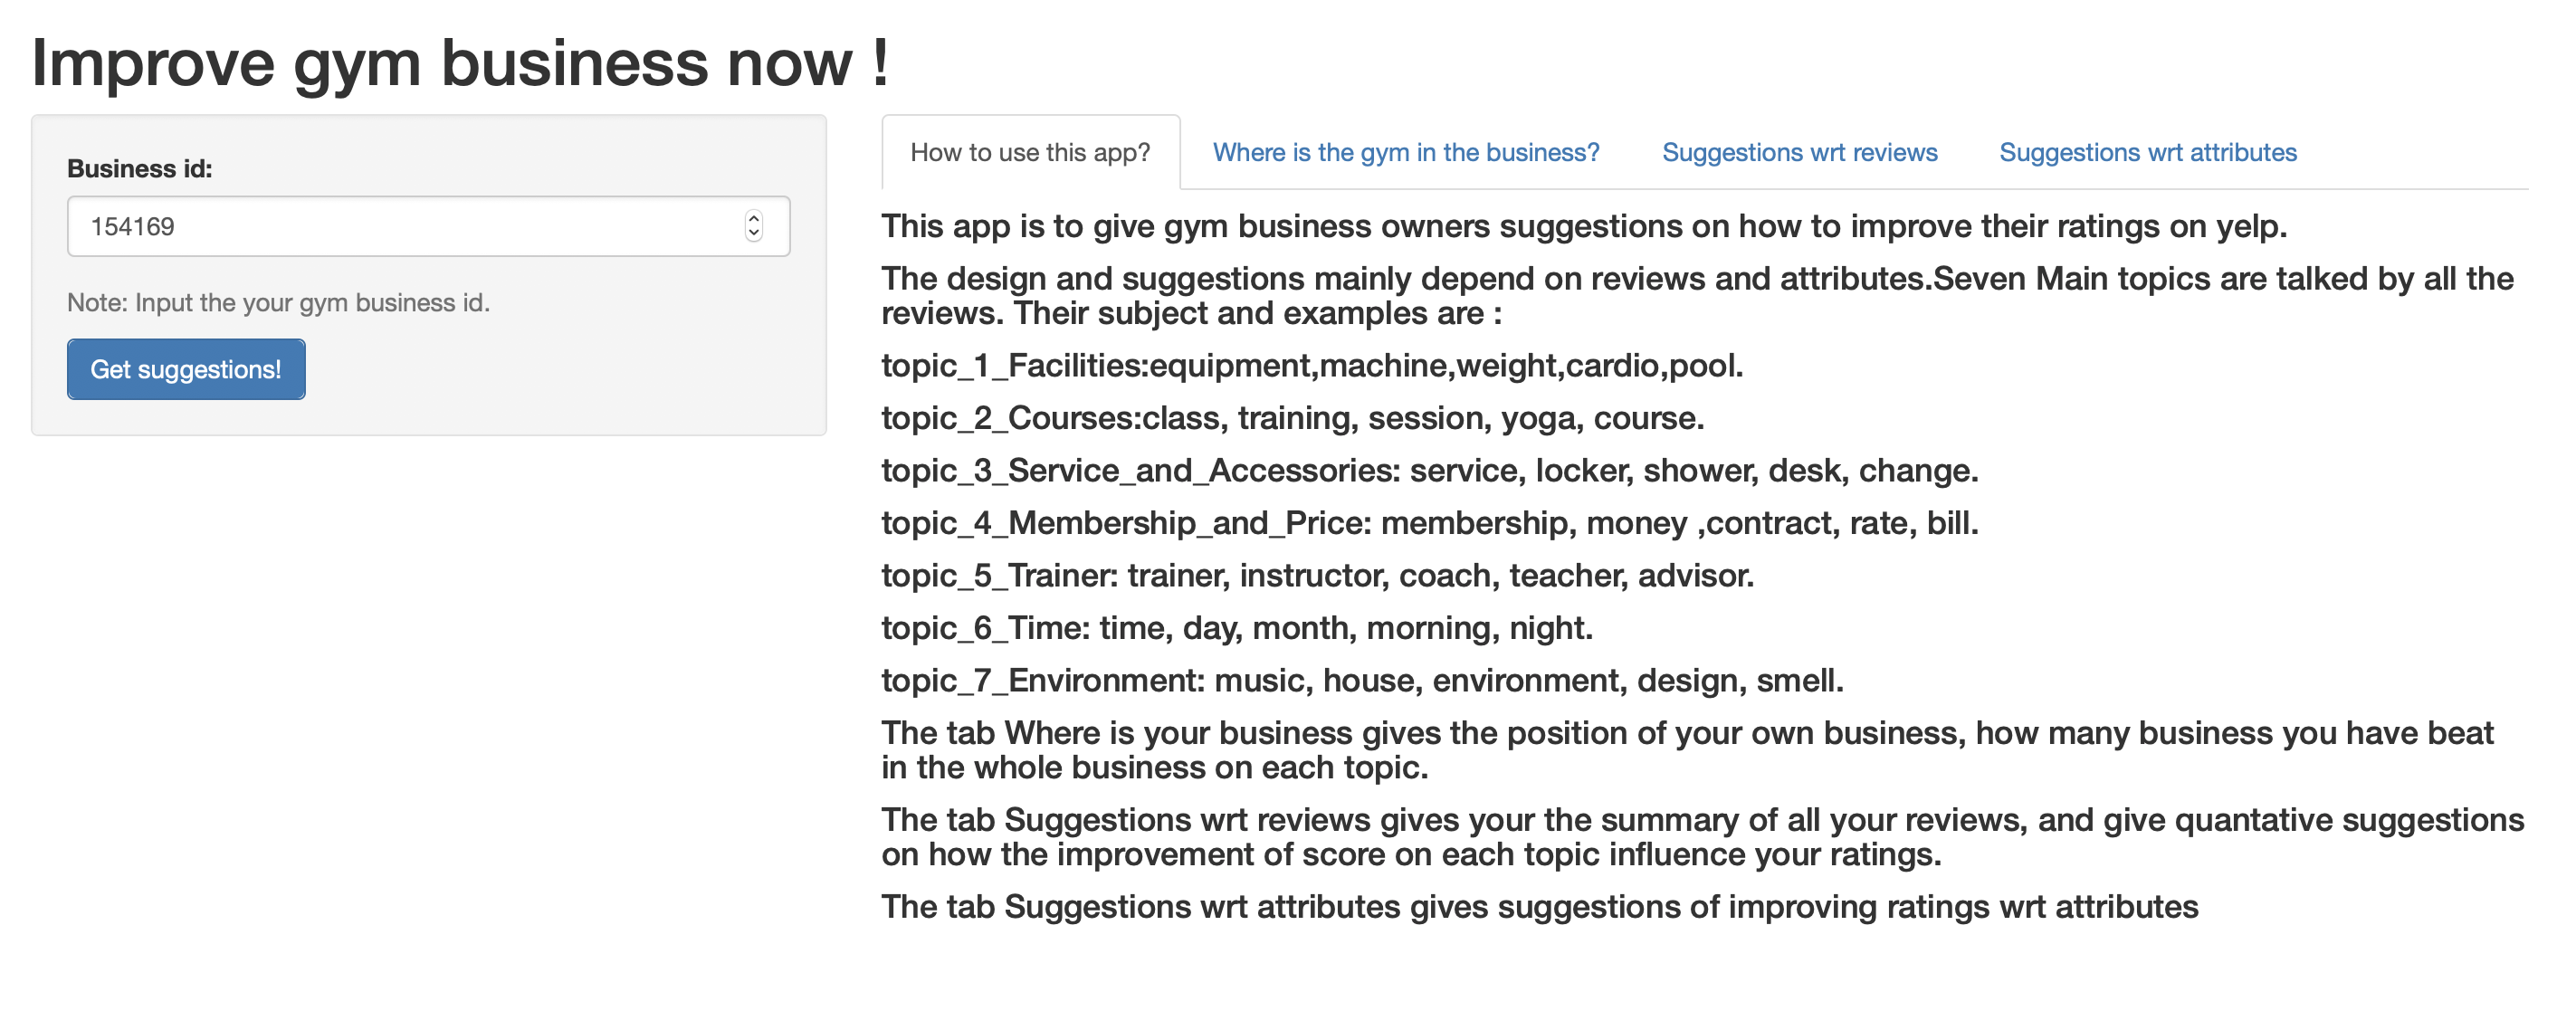 Improve gym business now !
Business id:
154169
Note: Input the your gym business id.
Get suggestions!
How to use this app?
Where is the gym in the business?
Suggestions wrt reviews
Suggestions wrt attributes
This app is to give gym business owners suggestions on how to improve their ratings on yelp.
The design and suggestions mainly depend on reviews and attributes.Seven Main topics are talked by all the
reviews. Their subject and examples are :
topic_1_Facilities:equipment,machine,weight,cardio,pool.
topic_2_Courses:class, training, session, yoga, course.
topic_3_Service_and_Accessories: service, locker, shower, desk, change.
topic_4_Membership_and_Price: membership, money ,contract, rate, bill.
topic_5_Trainer: trainer, instructor, coach, teacher, advisor.
topic_6_Time: time, day, month, morning, night.
topic_7_Environment: music, house, environment, design, smell.
The tab Where is your business gives the position of your own business, how many business you have beat
in the whole business on each topic.
The tab Suggestions wrt reviews gives your the summary of all your reviews, and give quantative suggestions
on how the improvement of score on each topic influence your ratings.
The tab Suggestions wrt attributes gives suggestions of improving ratings wrt attributes